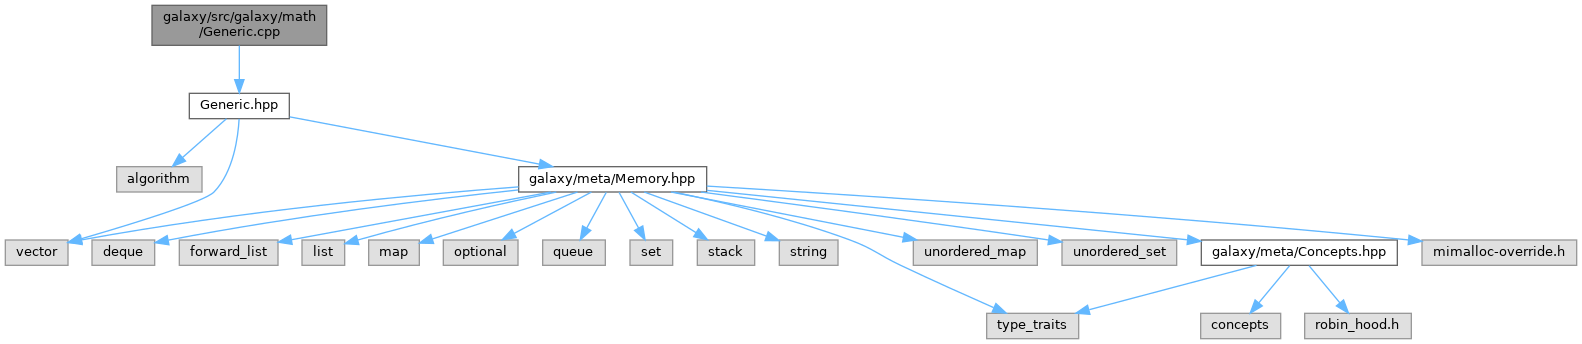 galaxy/src/galaxy/math
/Generic.cpp
Generic.hpp
algorithm
galaxy/meta/Memory.hpp
vector
deque
forward_list
list
map
optional
queue
set
stack
string
unordered_map
unordered_set
galaxy/meta/Concepts.hpp
mimalloc-override.h
type_traits
concepts
robin_hood.h